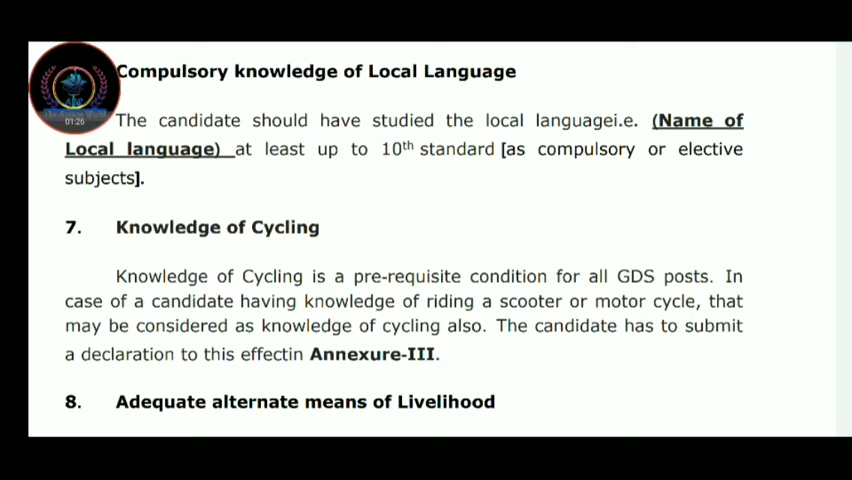 Compulsory knowledge of Local Language
The candidate should have studied the local languagei.e. (Name of
Local language) at least up to 10th standard [as compulsory or elective
subjects].
7. Knowledge of Cycling
Knowledge of Cycling is a pre-requisite condition for all GDS posts. In
case of a candidate having knowledge of riding a scooter or motor cycle, that
may be considered as knowledge of cycling also. The candidate has to submit
a declaration to this effectin Annexure-III.
8. Adequate alternate means of Livelihood
01:26